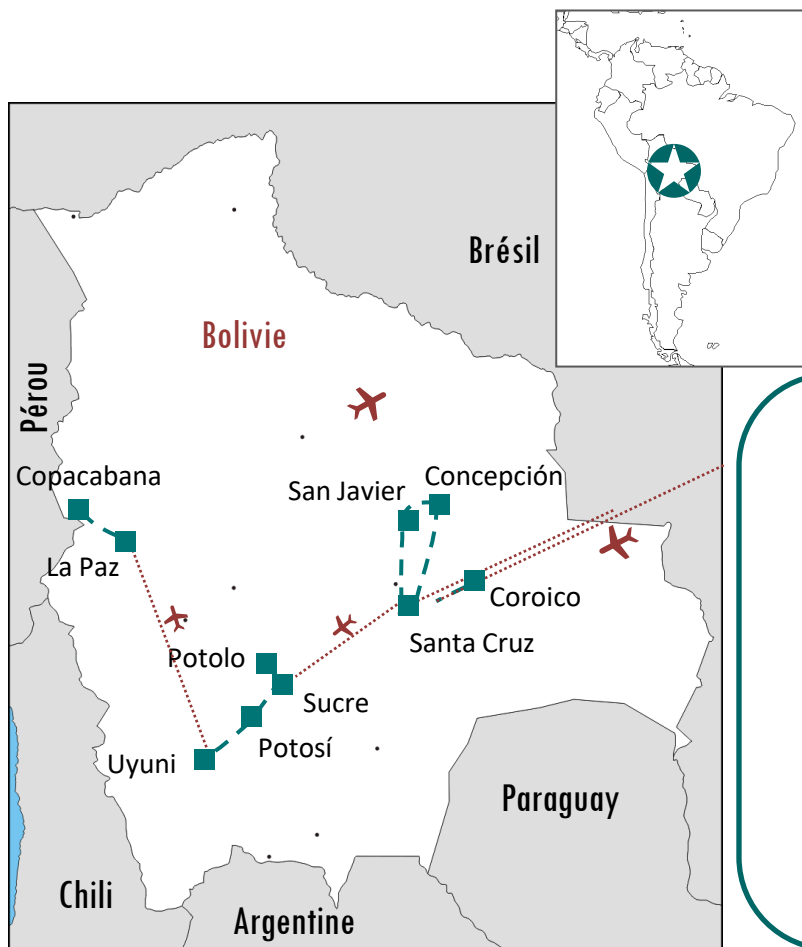 Brésil
Bolivie
Pérou
Copacabana
San Javier
Concepción
La Paz
Coroico
Santa Cruz
Potolo
Sucre
Potosí
Uyuni
Paraguay
Chili
Argentine